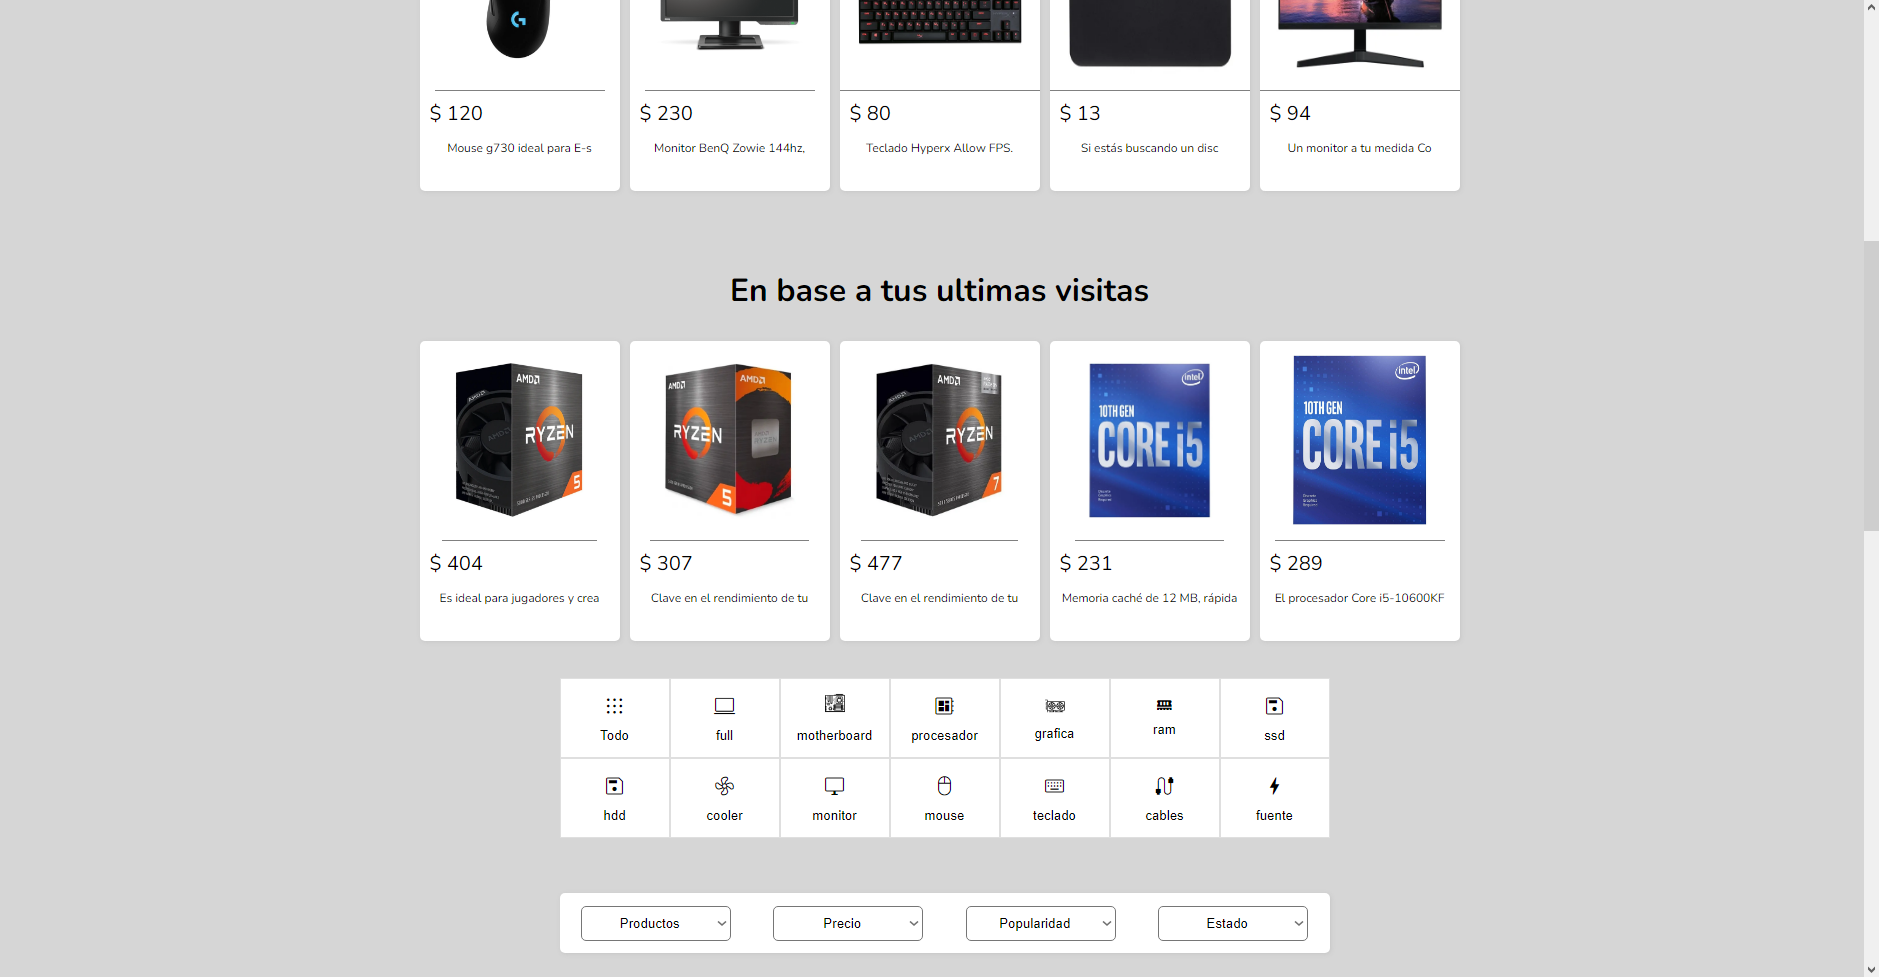 $ 120
Mouse g730 ideal para E-s
$ 230
Monitor BenQ Zowie 144hz,
$ 80
Teclado Hyperx Allow FPS.
$ 13
Si estás buscando un disc
$ 94
Un monitor a tu medida Co
En base a tus ultimas visitas
AMD
RYZEN
5
$ 404
Es ideal para jugadores y crea
AMD
AMD
RYZEN
5
$ 307
Clave en el rendimiento de tu
AMD
RYZEN
7
$ 477
Clave en el rendimiento de tu
intel
10TH GEN
CORE i5
$ 231
Memoria caché de 12 MB, rápida
intel
10TH GEN
CORE i5
$ 289
El procesador Core i5-10600KF
Todo
full
motherboard
procesador
grafica
ram
ssd
hdd
cooler
monitor
mouse
teclado
cables
fuente
Productos
Precio
Popularidad
Estado